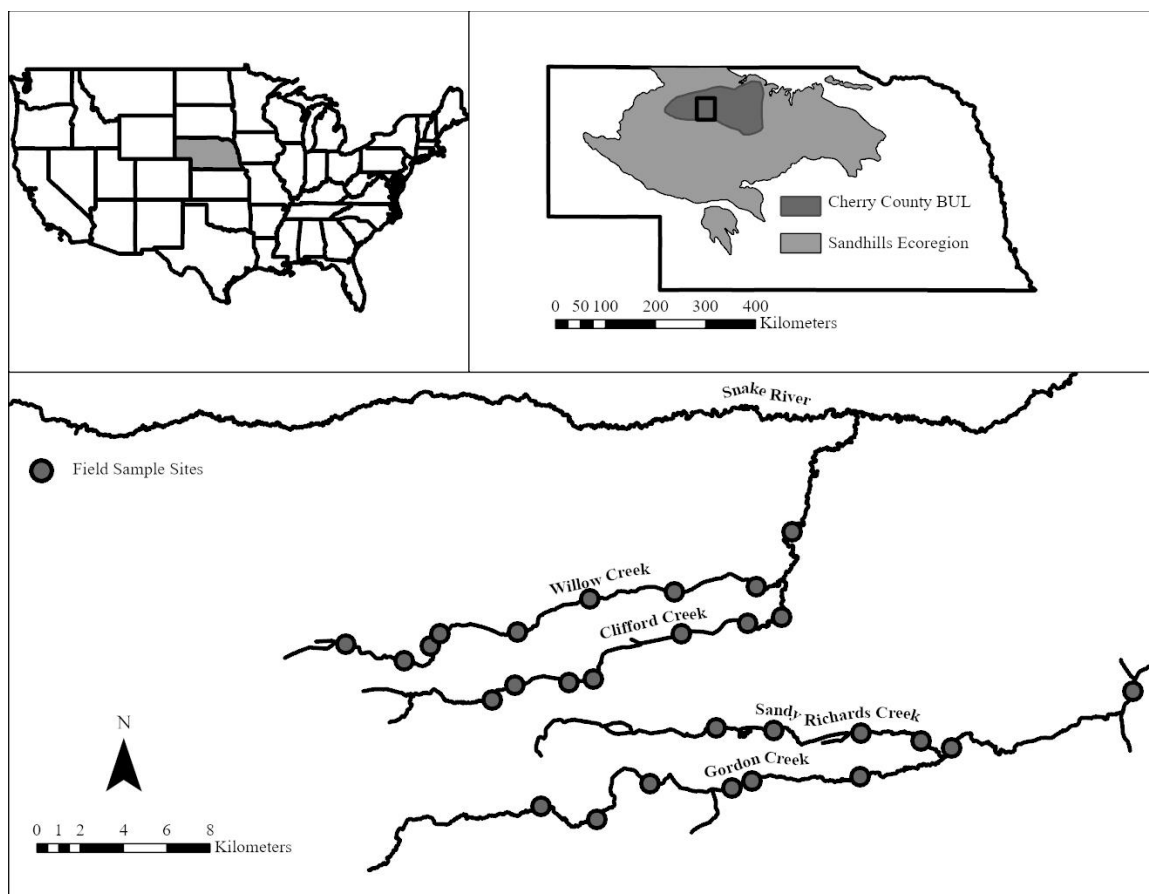 Cherry County BUL
Sandhills Ecoregion
0 50 100 200 300 400
Kilometers
Snake River
Field Sample Sites
Willow Creek
Clifford Creek
Sandy Richards Creek
Gordon Creek
N
0 1 2 4 6 8
Kilometers